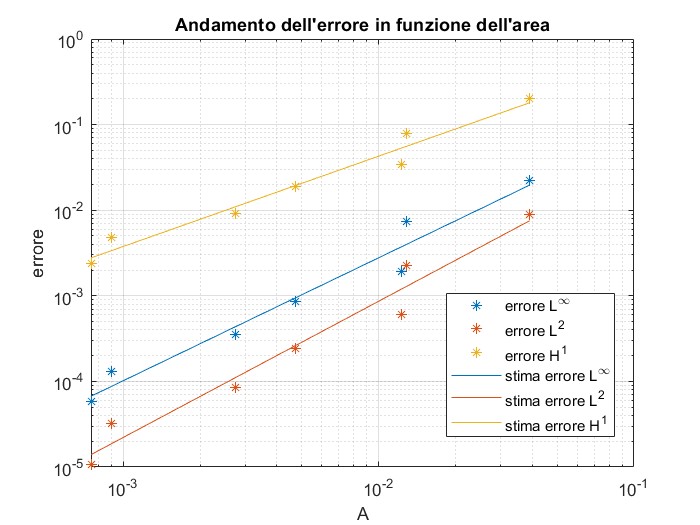 Andamento dell'errore in funzione dell'area
10^0
10^-1
10^-2
10^-3
10^-4
10^-5
errore
10^-3
10^-2
10^-1
A
errore L^∞
errore L^2
errore H^1
stima errore L^∞
stima errore L^2
stima errore H^1